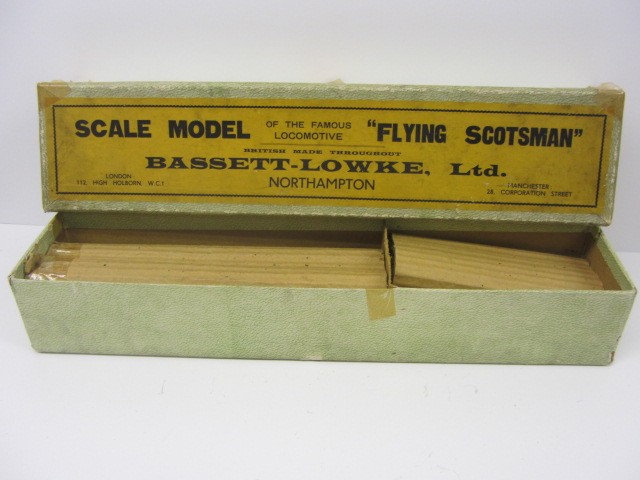 SCALE MODEL OF THE FAMOUS LOCOMOTIVE "FLYING SCOTSMAN"
BRITISH MADE THROUGHOUT
BASSETT-LOWKE, Ltd.
LONDON
112, HIGH HOLBORN, W.C.1
NORTHAMPTON
MANCHESTER
28, CORPORATION STREET